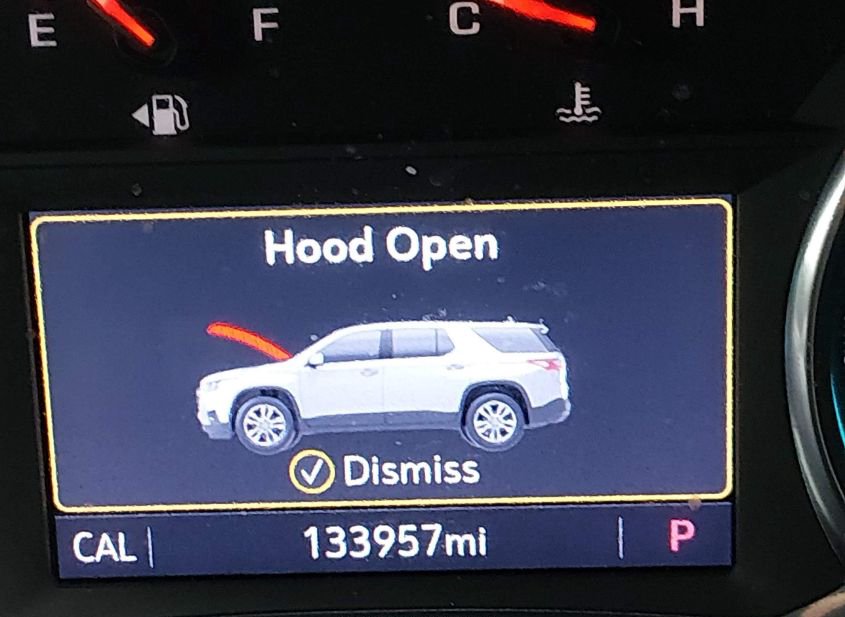 E F C H
Hood Open
Dismiss
CAL 133957mi P